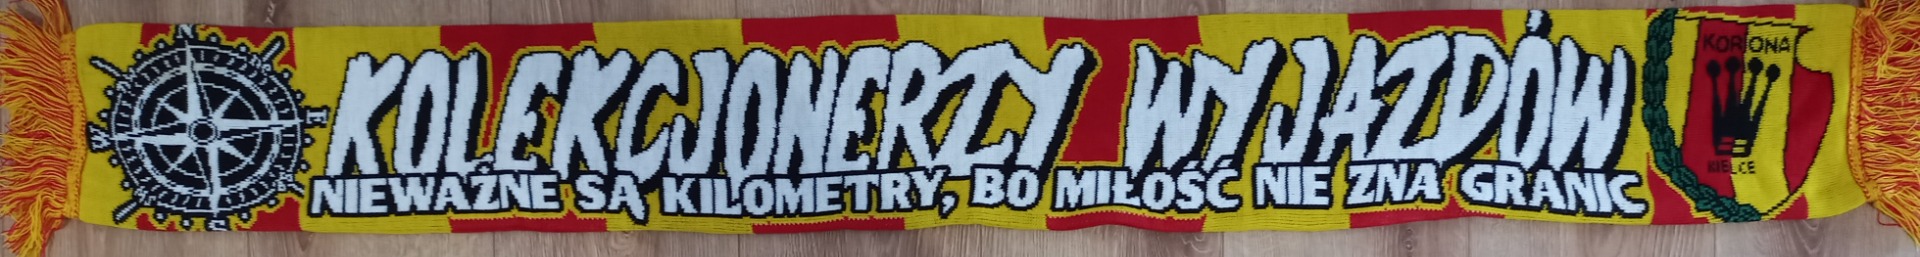 N
E
S
W
KOLEKCJONERZY WYJAZDÓW
NIEWAŻNE SĄ KILOMETRY, BO MIŁOŚĆ NIE ZNA GRANIC
KORONA
KIELCE